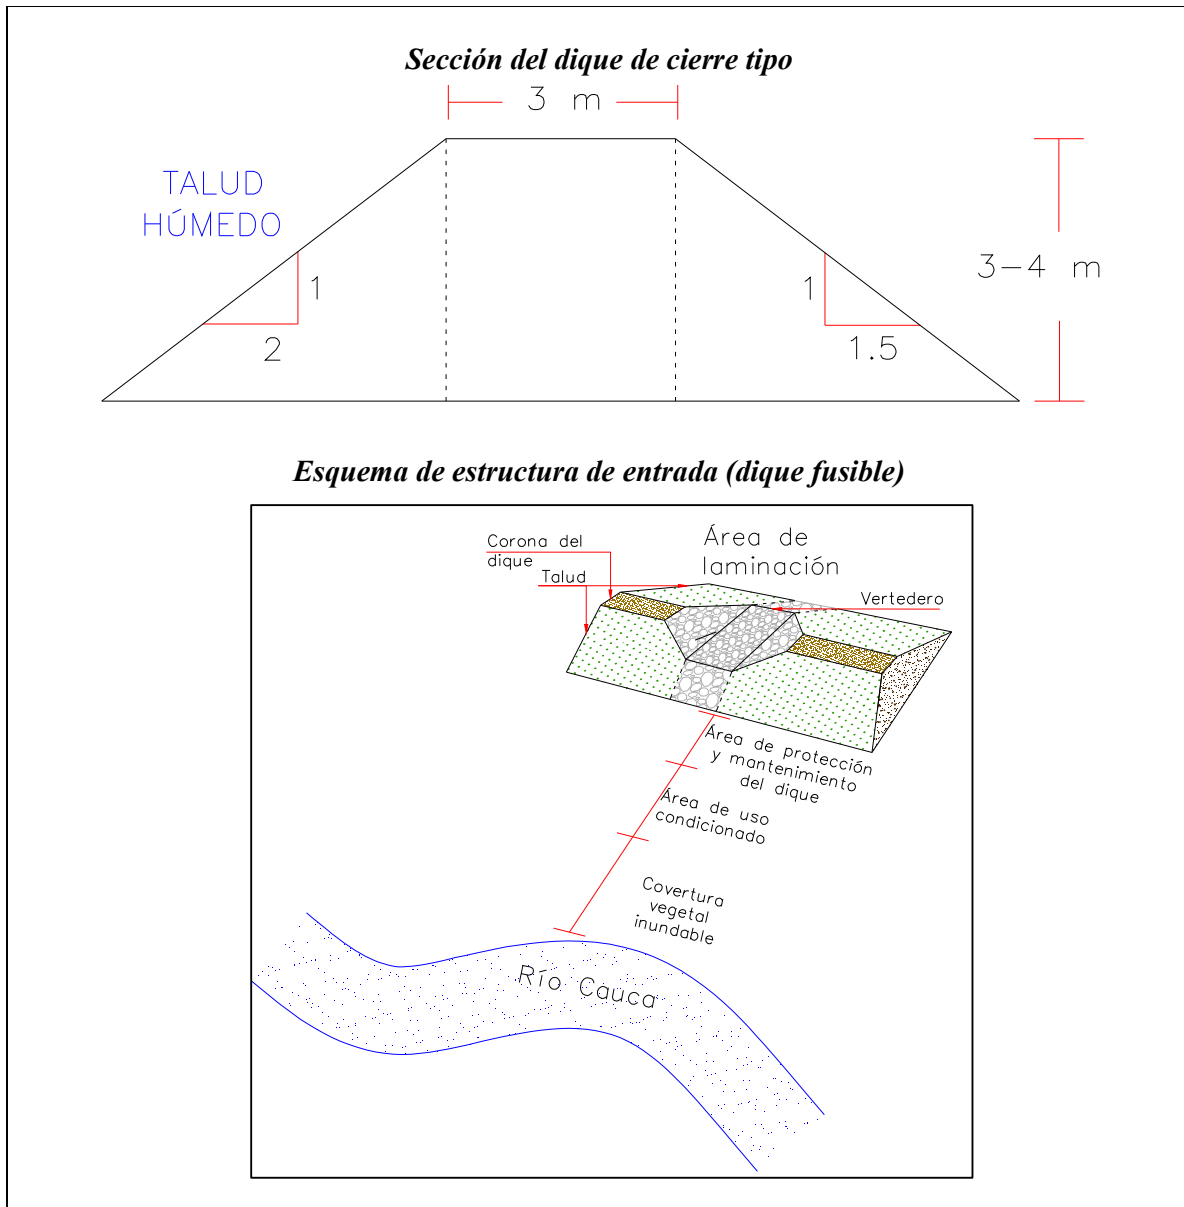 Sección del dique de cierre tipo
3 m
TALUD
HÚMEDO
1
2
1
1.5
3-4 m
Esquema de estructura de entrada (dique fusible)
Corona del
dique
Talud
Área de
laminación
Vertedero
Área de protección
y mantenimiento
del dique
Área de uso
condicionado
Covertura
vegetal
inundable
Río Cauca